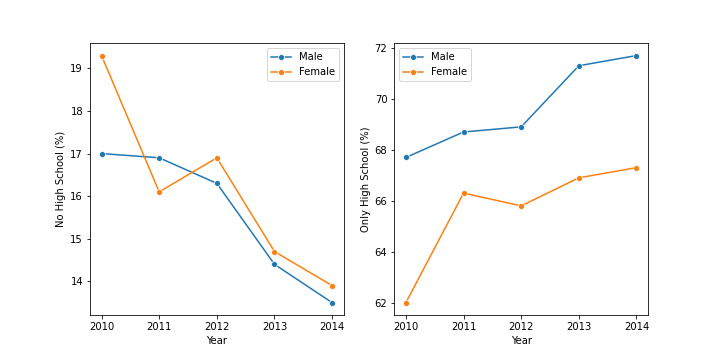 No High School (%)
19
18
17
16
15
14
Male
Female
2010 2011 2012 2013 2014
Year
Only High School (%)
72
70
68
66
64
62
Male
Female
2010 2011 2012 2013 2014
Year